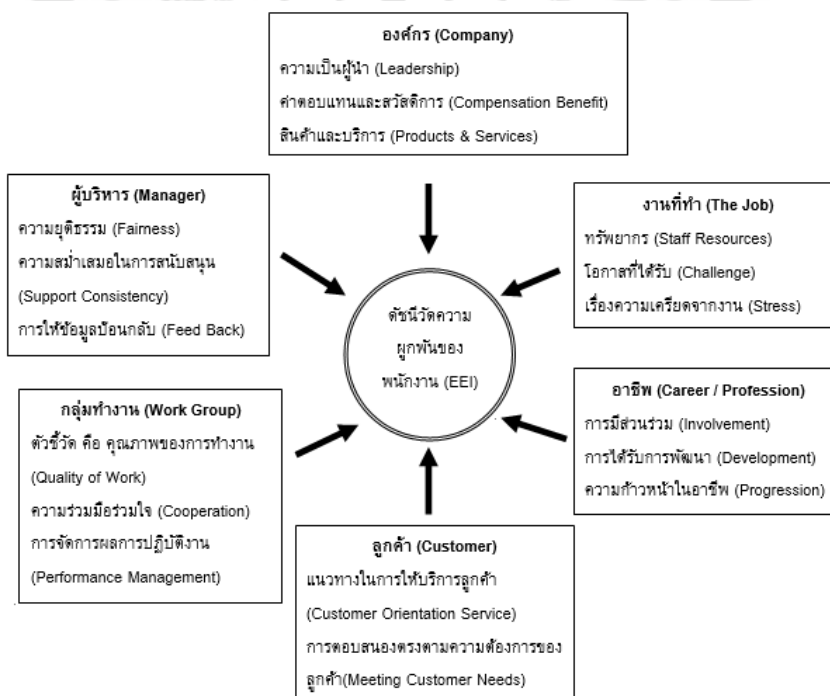 องค์กร (Company)
ความเป็นผู้นำ (Leadership)
ค่าตอบแทนและสวัสดิการ (Compensation Benefit)
สินค้าและบริการ (Products & Services)
ผู้บริหาร (Manager)
ความยุติธรรม (Fairness)
ความสม่ำเสมอในการสนับสนุน
(Support Consistency)
การให้ข้อมูลป้อนกลับ (Feed Back)
งานที่ทำ (The Job)
ทรัพยากร (Staff Resources)
โอกาสที่ได้รับ (Challenge)
เรื่องความเครียดจากงาน (Stress)
ดัชนีวัดความ
ผูกพันของ
พนักงาน (EEI)
กลุ่มทำงาน (Work Group)
ตัวชี้วัด คือ คุณภาพของการทำงาน
(Quality of Work)
ความร่วมมือร่วมใจ (Cooperation)
การจัดการผลการปฏิบัติงาน
(Performance Management)
อาชีพ (Career / Profession)
การมีส่วนร่วม (Involvement)
การได้รับการพัฒนา (Development)
ความก้าวหน้าในอาชีพ (Progression)
ลูกค้า (Customer)
แนวทางในการให้บริการลูกค้า
(Customer Orientation Service)
การตอบสนองตรงตามความต้องการของ
ลูกค้า(Meeting Customer Needs)